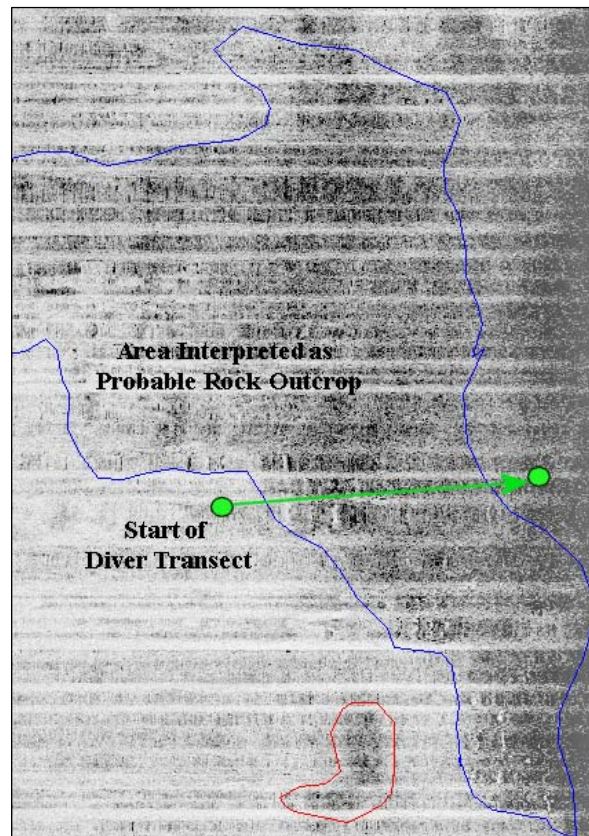 Area Interpreted as
Probable Rock Outcrop
Start of
Diver Transect